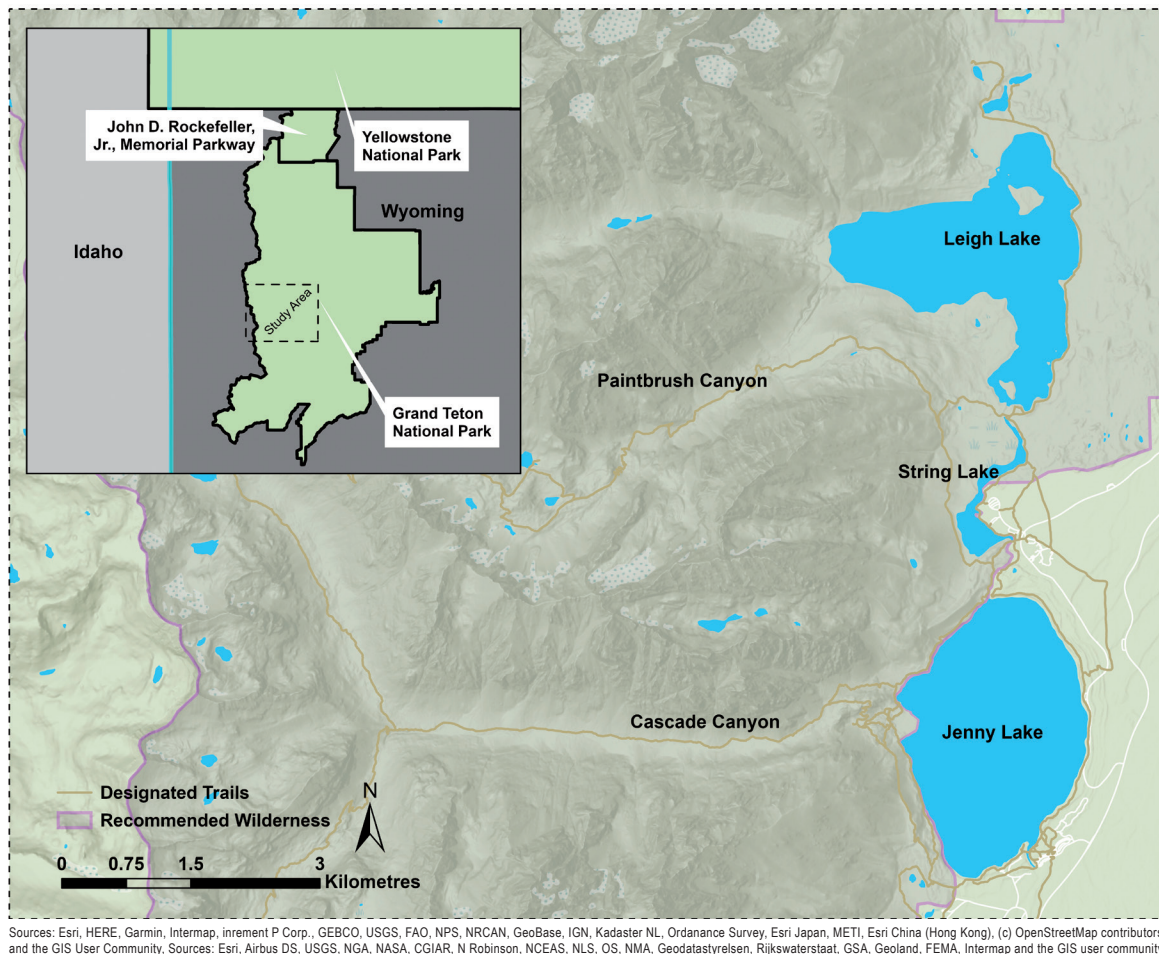 John D. Rockefeller,
Jr., Memorial Parkway
Yellowstone
National Park
Wyoming
Idaho
Study Area
Grand Teton
National Park
Leigh Lake
Paintbrush Canyon
String Lake
Cascade Canyon
Jenny Lake
Designated Trails
Recommended Wilderness
N
0 0.75 1.5 3
Kilometres
Sources: Esri, HERE, Garmin, Intermap, inrement P Corp., GEBCO, USGS, FAO, NPS, NRCAN, GeoBase, IGN, Kadaster NL, Ordanance Survey, Esri Japan, METI, Esri China (Hong Kong), (c) OpenStreetMap contributors
and the GIS User Community, Sources: Esri, Airbus DS, USGS, NGA, NASA, CGIAR, N Robinson, NCEAS, NLS, OS, NMA, Geodatastyrelsen, Rijkswaterstaat, GSA, Geoland, FEMA, Intermap and the GIS user community